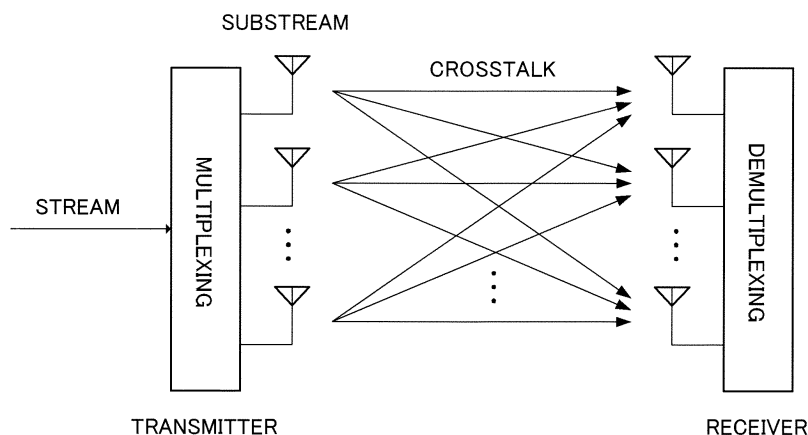 SUBSTREAM
CROSSTALK
STREAM
MULTIPLEXING
DEMULTIPLEXING
TRANSMITTER
RECEIVER